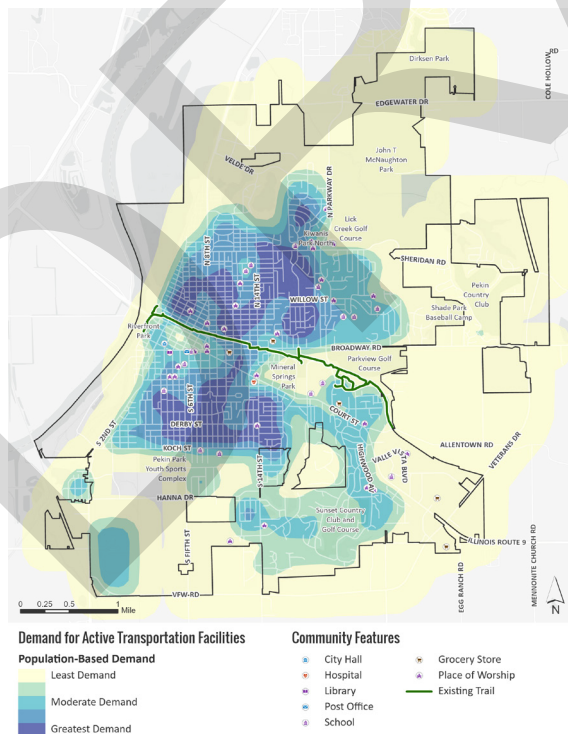 Dirksen Park
COLE HOLLOW RD
EDGEWATER DR
John T
McNaughton
Park
VELDE DR
N PARKWAY DR
Lick
Creek Golf
Course
Kiwanis
Park North
N 8TH ST
SHERIDAN RD
N 14TH ST
WILLOW ST
Pekin
Country
Club
Shade Park
Baseball Camp
Riverfront
Park
BROADWAY RD
Parkview Golf
Course
Mineral
Springs
Park
S 6TH ST
COURT ST
S 2ND ST
DERBY ST
KOCH ST
Pekin Park
Youth Sports
Complex
S 14TH ST
HIGHWOOD AV
VALLE VISTA BLVD
ALLENTOWN RD
VETERANS DR
HANNA DR
Sunset Country
Club and
Golf Course
S FIFTH ST
ILLINOIS ROUTE 9
EGG RANCH RD
MENNONITE CHURCH RD
VFW RD
0 0.25 0.5 1
Mile
N
Demand for Active Transportation Facilities
Population-Based Demand
Least Demand
Moderate Demand
Greatest Demand
Community Features
City Hall
Hospital
Library
Post Office
School
Grocery Store
Place of Worship
Existing Trail